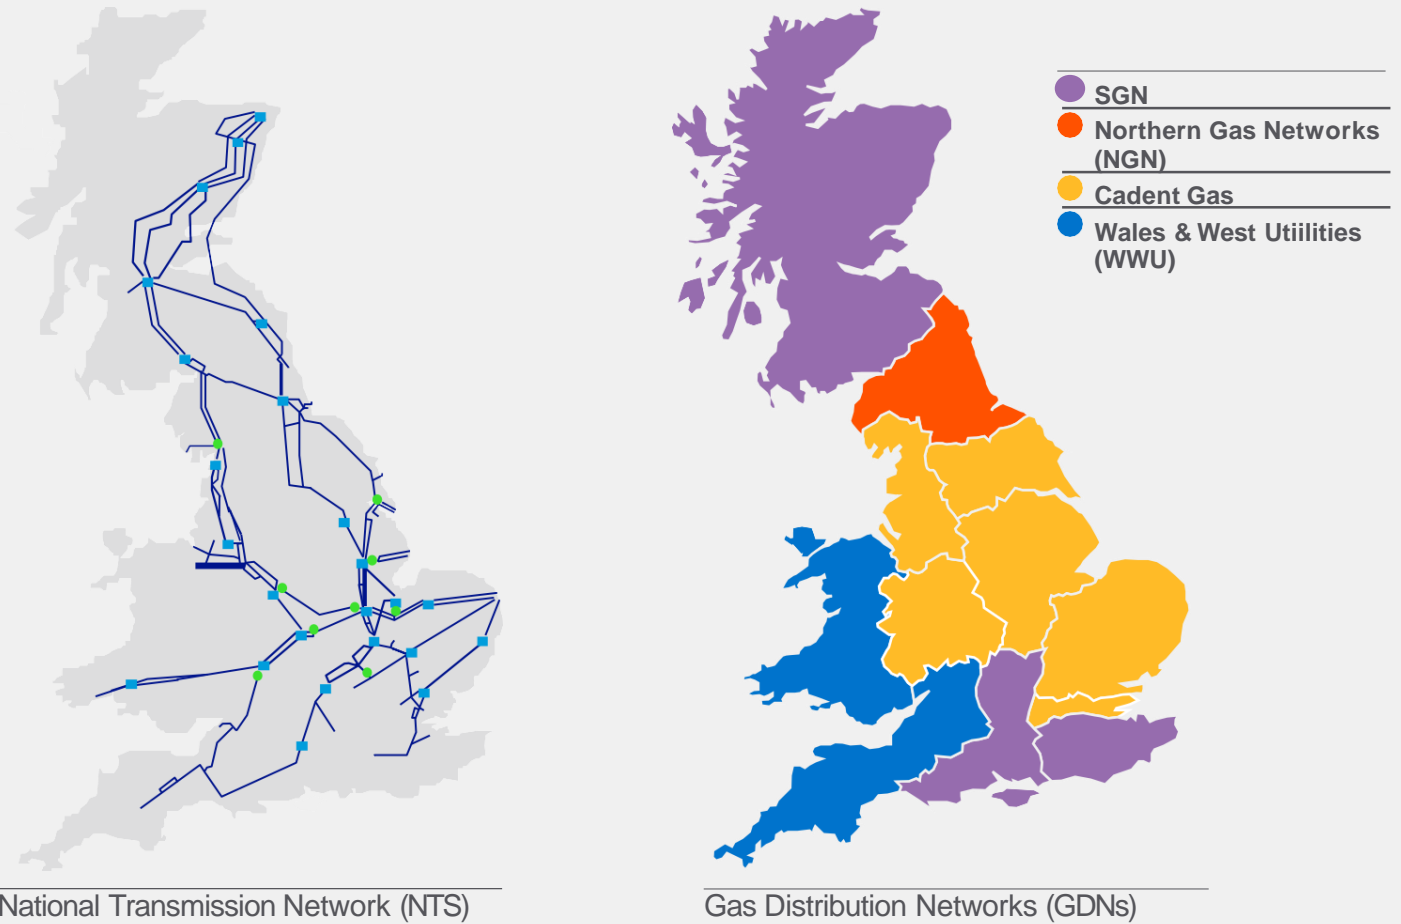 SGN
Northern Gas Networks
(NGN)
Cadent Gas
Wales & West Utiilities
(WWU)
National Transmission Network (NTS)
Gas Distribution Networks (GDNs)